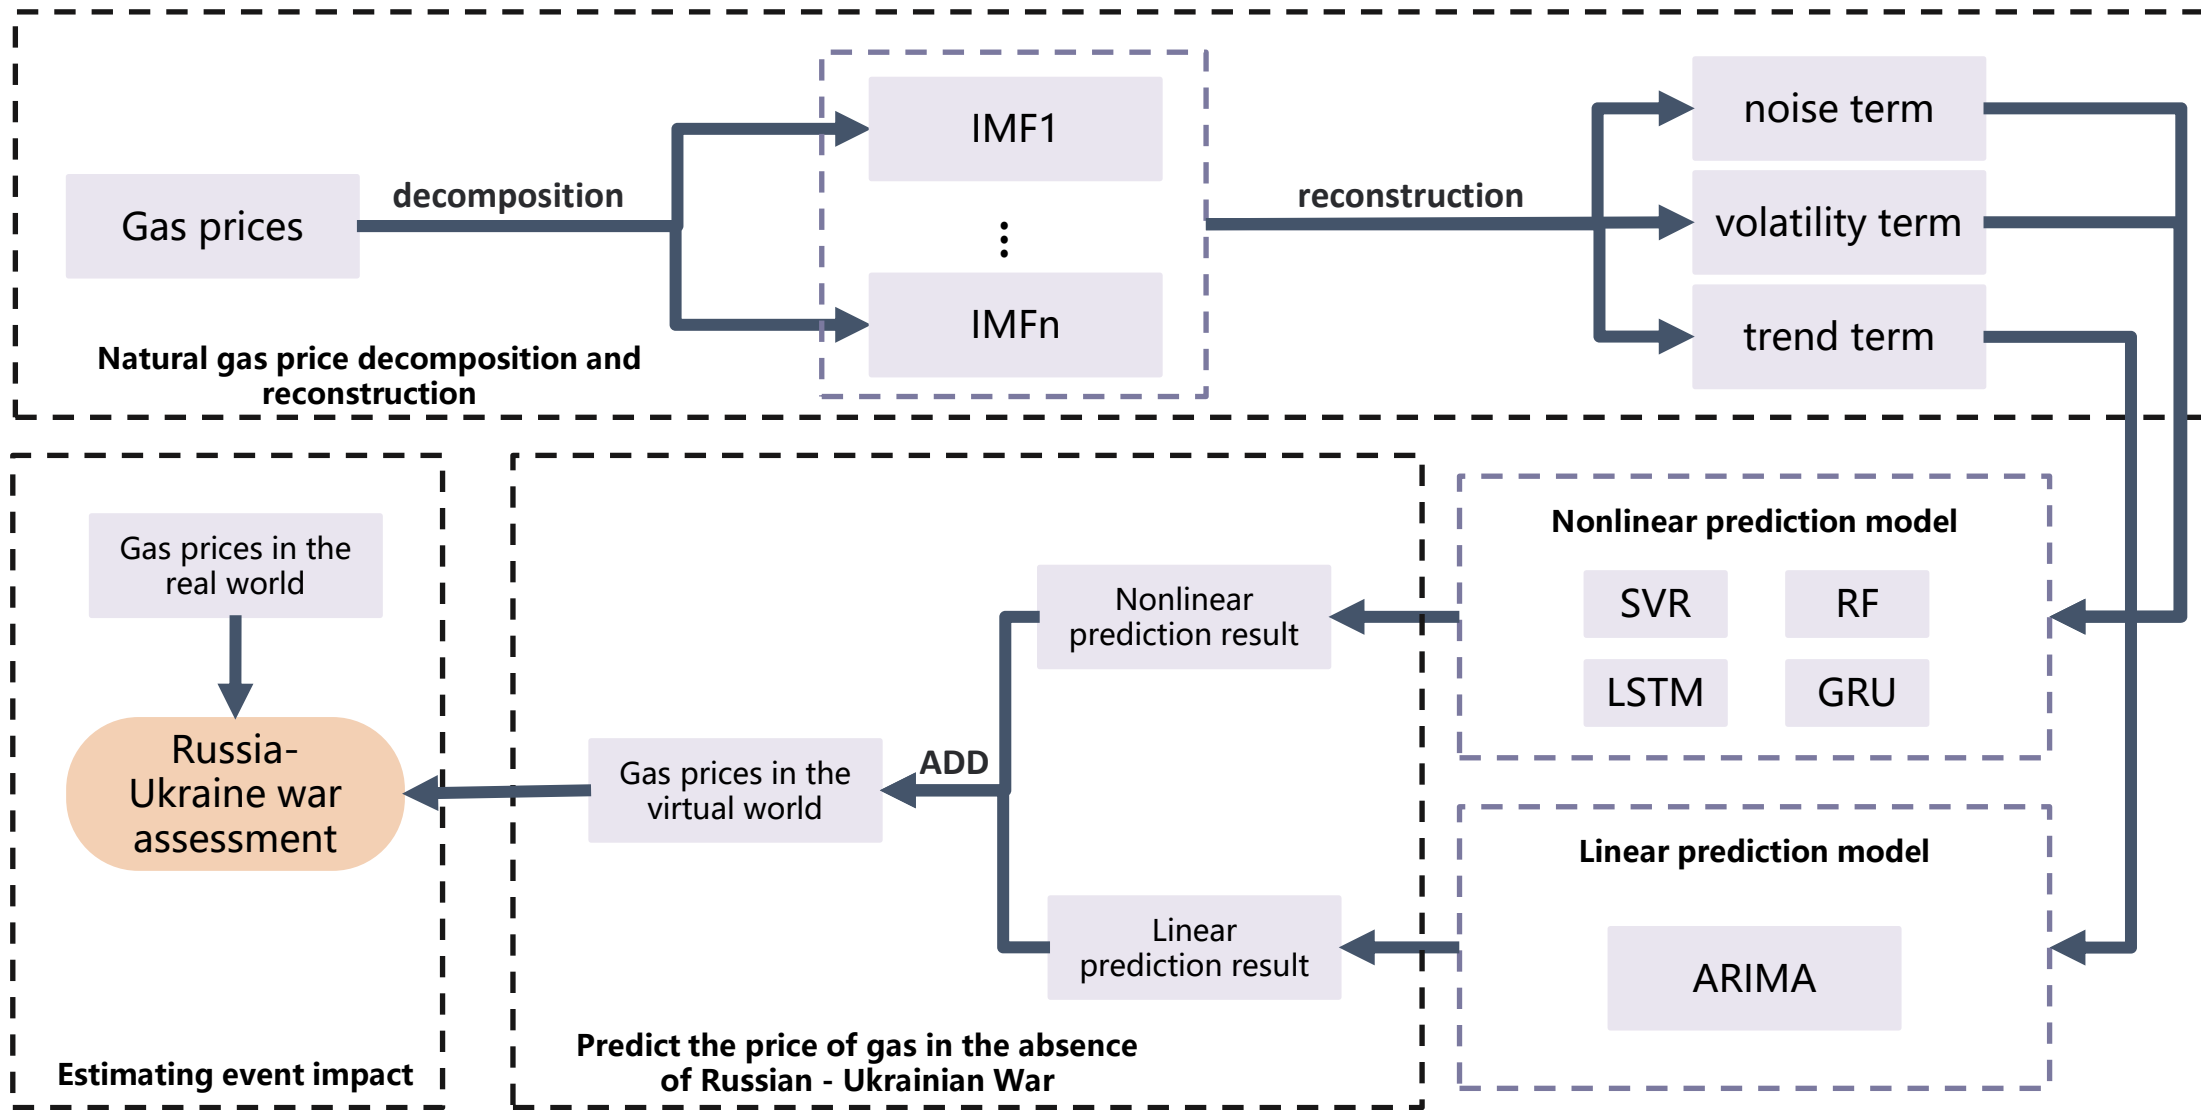 Gas prices
decomposition
IMF1
IMFn
reconstruction
noise term
volatility term
trend term
Natural gas price decomposition and
reconstruction
Gas prices in the
real world
Russia-
Ukraine war
assessment
Estimating event impact
Gas prices in the
virtual world
ADD
Nonlinear
prediction result
Linear
prediction result
Predict the price of gas in the absence
of Russian - Ukrainian War
Nonlinear prediction model
SVR
RF
LSTM
GRU
Linear prediction model
ARIMA